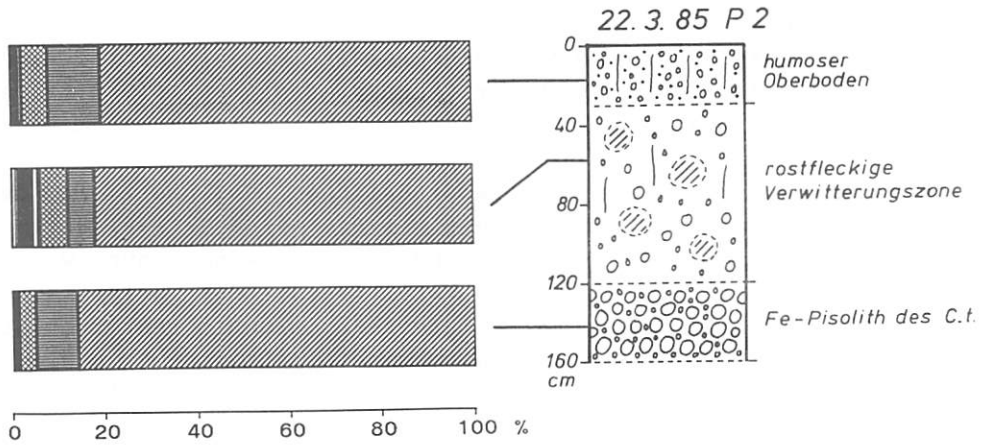 22. 3. 85 P 2
0
humoser
Oberboden
40
rostfleckige
Verwitterungszone
80
120
Fe-Pisolith des C.t.
160
cm
0 20 40 60 80 100 %